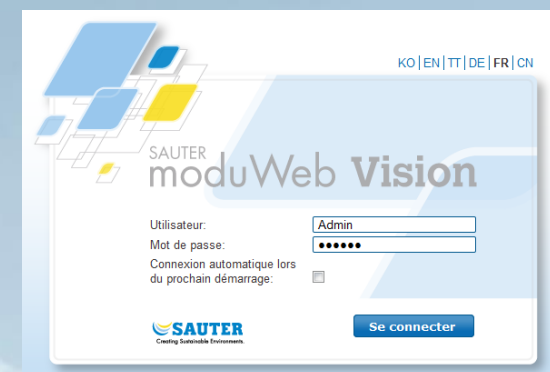 KO | EN | TT | DE | FR | CN
SAUTER
moduWeb Vision
Utilisateur: Admin
Mot de passe: ●●●●●●
Connexion automatique lors
du prochain démarrage:
SAUTER
Creating Sustainable Environments.
Se connecter